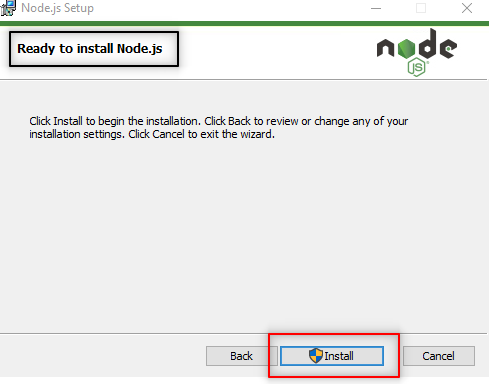 Node.js Setup
Ready to install Node.js
node
JS
Click Install to begin the installation. Click Back to review or change any of your
installation settings. Click Cancel to exit the wizard.
Back
Install
Cancel